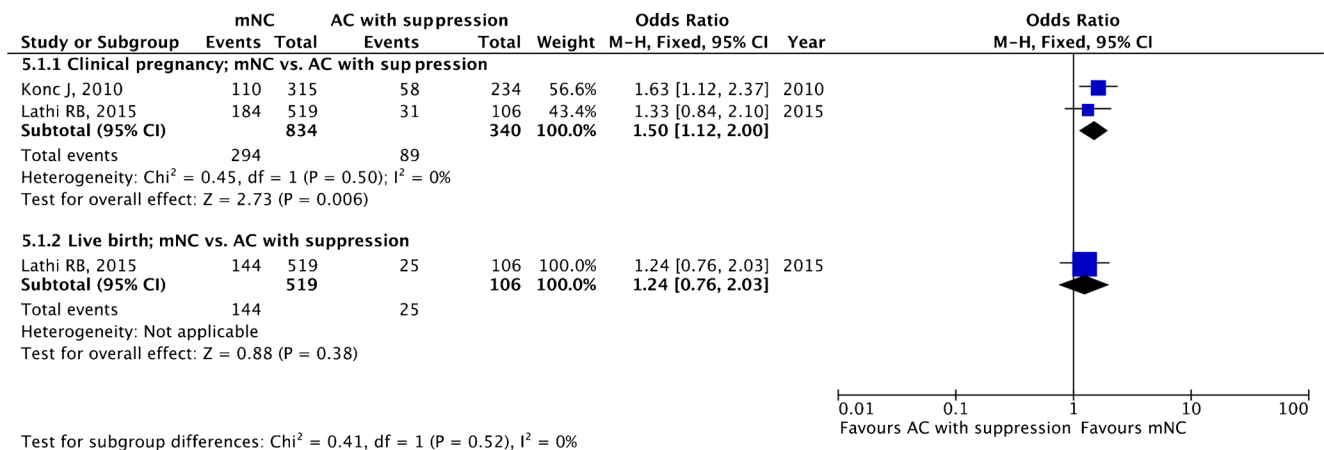 mNC AC with suppression Odds Ratio Odds Ratio
Study or Subgroup Events Total Events Total Weight M-H, Fixed, 95% CI Year M-H, Fixed, 95% CI
5.1.1 Clinical pregnancy; mNC vs. AC with suppression
Konc J, 2010 110 315 58 234 56.6% 1.63 [1.12, 2.37] 2010
Lathi RB, 2015 184 519 31 106 43.4% 1.33 [0.84, 2.10] 2015
Subtotal (95% CI) 834 340 100.0% 1.50 [1.12, 2.00]
Total events 294 89
Heterogeneity: Chi² = 0.45, df = 1 (P = 0.50); I² = 0%
Test for overall effect: Z = 2.73 (P = 0.006)
5.1.2 Live birth; mNC vs. AC with suppression
Lathi RB, 2015 144 519 25 106 100.0% 1.24 [0.76, 2.03] 2015
Subtotal (95% CI) 519 106 100.0% 1.24 [0.76, 2.03]
Total events 144 25
Heterogeneity: Not applicable
Test for overall effect: Z = 0.88 (P = 0.38)
0.01 0.1 1 10 100
Favours AC with suppression Favours mNC
Test for subgroup differences: Chi² = 0.41, df = 1 (P = 0.52), I² = 0%